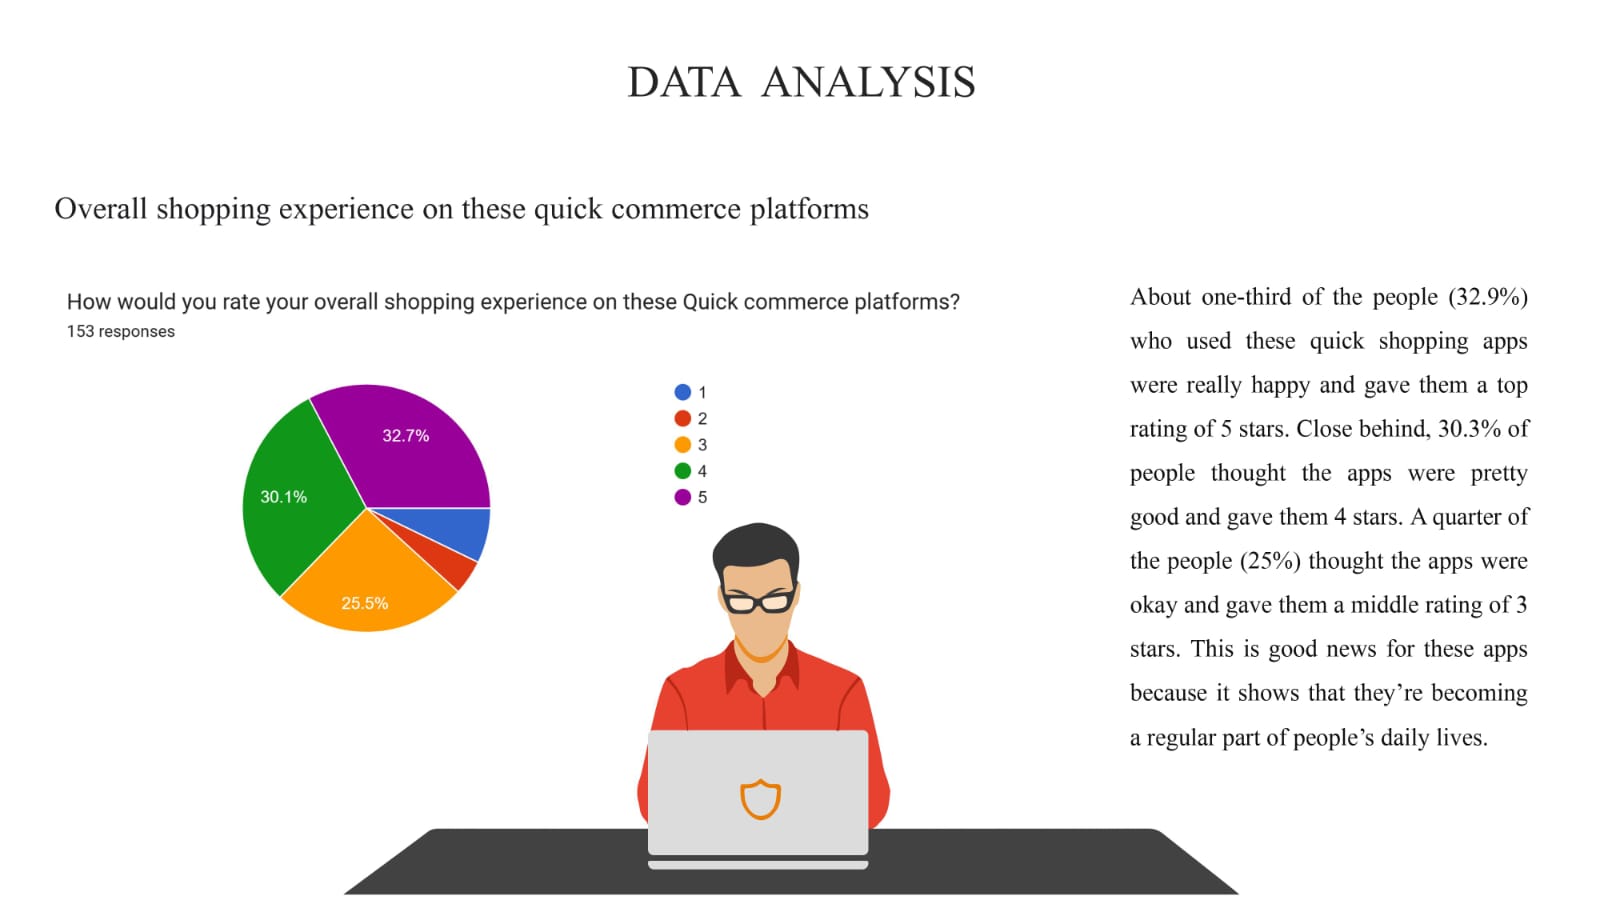 DATA ANALYSIS
Overall shopping experience on these quick commerce platforms
How would you rate your overall shopping experience on these Quick commerce platforms?
153 responses
32.7%
30.1%
25.5%
1
2
3
4
5
About one-third of the people (32.9%)
who used these quick shopping apps
were really happy and gave them a top
rating of 5 stars. Close behind, 30.3% of
people thought the apps were pretty
good and gave them 4 stars. A quarter of
the people (25%) thought the apps were
okay and gave them a middle rating of 3
stars. This is good news for these apps
because it shows that they’re becoming
a regular part of people’s daily lives.